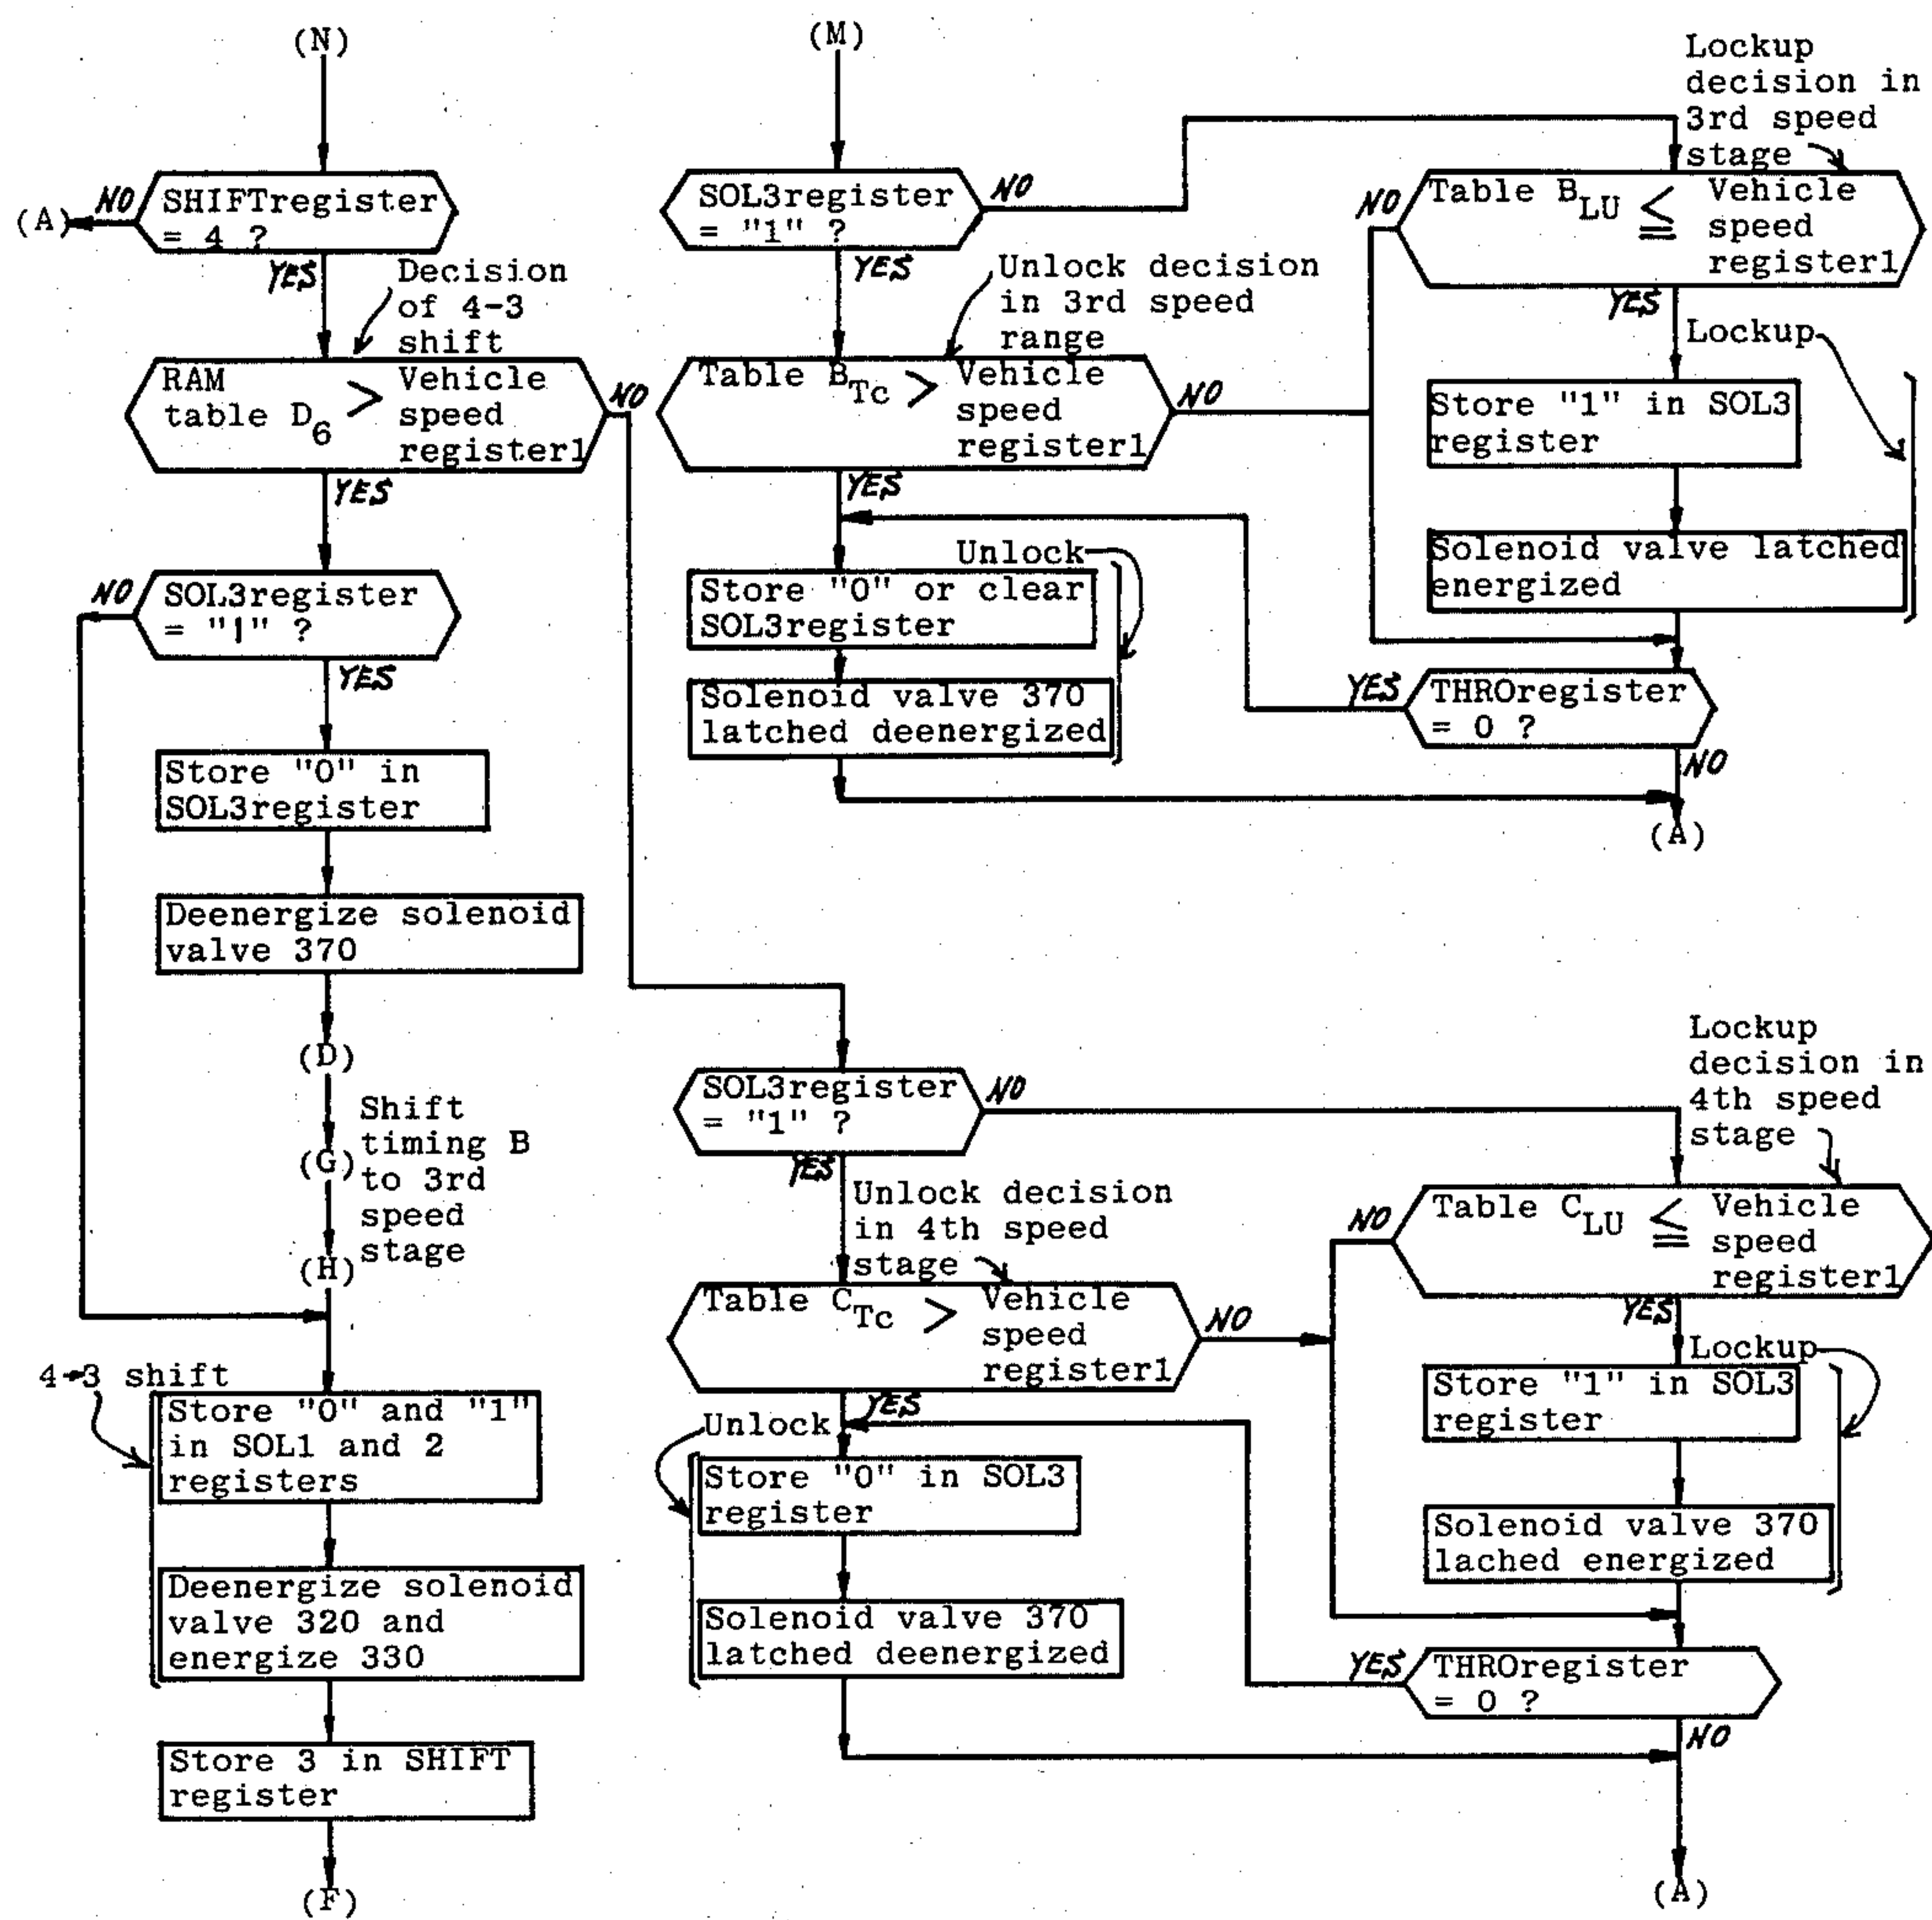 (N)
NO
(A)
SHIFTregister
= 4 ?
YES
Decision
of 4-3
shift
RAM
table D6
>
Vehicle
speed
register1
NO
YES
NO
SOL3register
= "1" ?
YES
Store "0" in
SOL3register
Deenergize solenoid
valve 370
(D)
(G)
(H)
Shift
timing B
to 3rd
speed
stage
4→3 shift
Store "0" and "1"
in SOL1 and 2
registers
Deenergize solenoid
valve 320 and
energize 330
Store 3 in SHIFT
register
(F)
(M)
SOL3register
= "1" ?
NO
YES
Unlock decision
in 3rd speed
range
Table BTc >
Vehicle
speed
register1
NO
YES
Unlock
Store "0" or clear
SOL3register
Solenoid valve 370
latched deenergized
Lockup
decision in
3rd speed
stage
NO
Table BLU ≦
Vehicle
speed
register1
YES
Lockup
Store "1" in SOL3
register
Solenoid valve latched
energized
YES
THROregister
= 0 ?
NO
(A)
SOL3register
= "1" ?
NO
YES
Unlock decision
in 4th speed
stage
Table CTc >
Vehicle
speed
register1
NO
YES
Unlock
Store "0" in SOL3
register
Solenoid valve 370
latched deenergized
Lockup
decision in
4th speed
stage
NO
Table CLU ≦
Vehicle
speed
register1
YES
Lockup
Store "1" in SOL3
register
Solenoid valve 370
lached energized
YES
THROregister
= 0 ?
NO
(A)